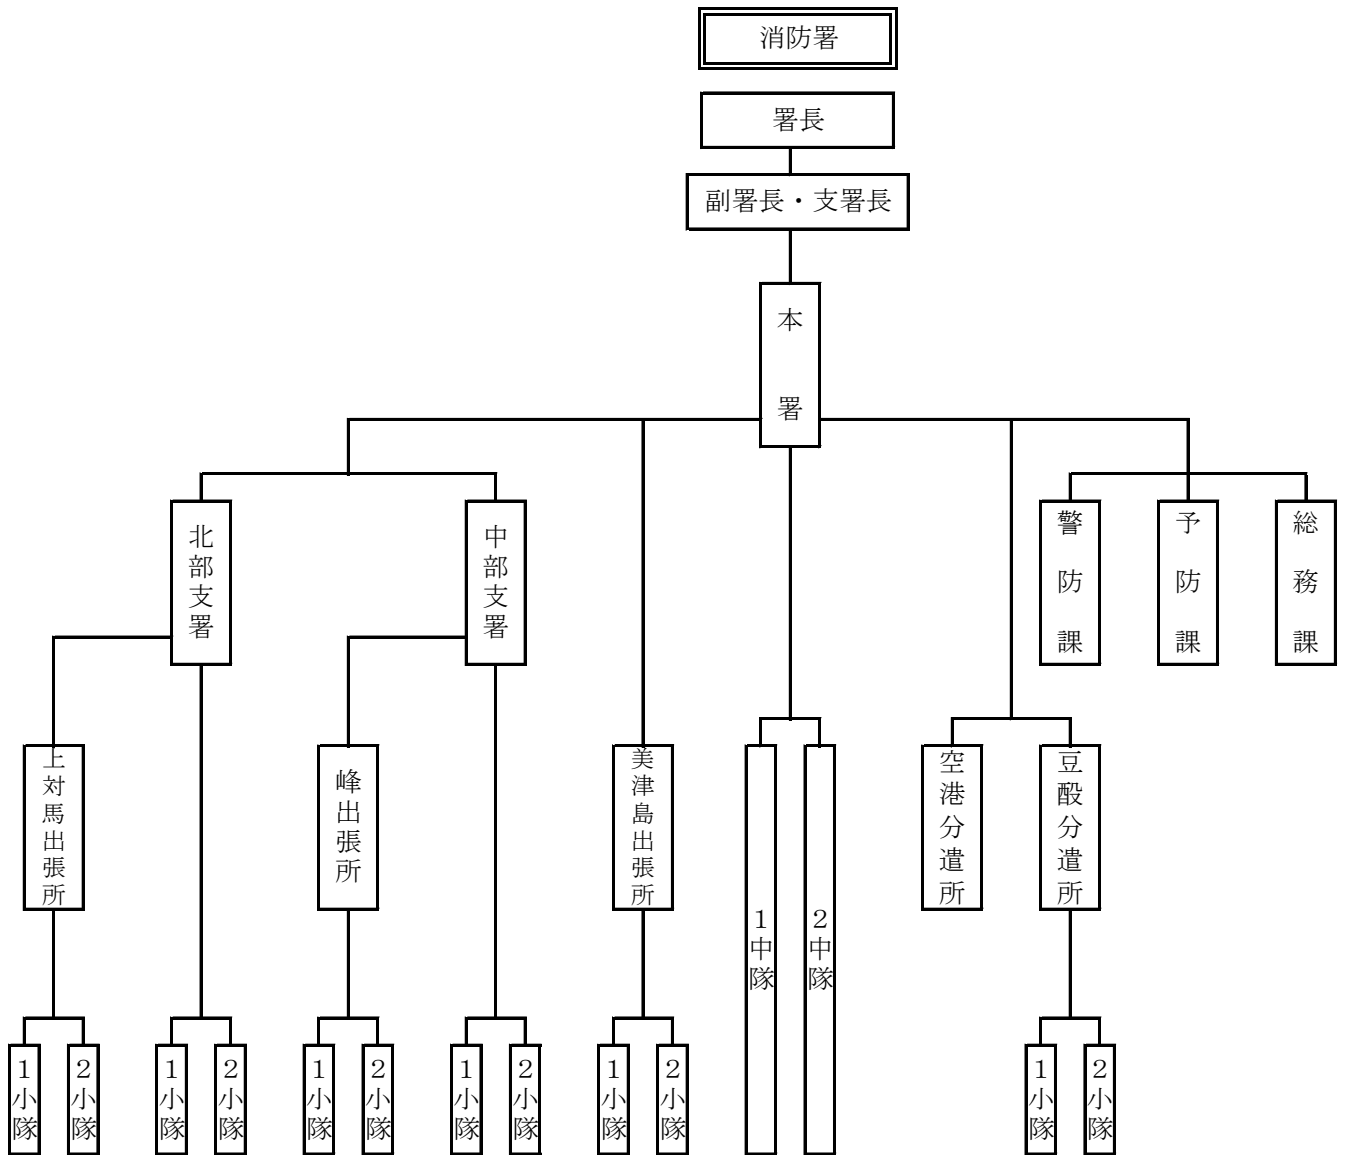 消防署
署長
副署長・支署長
本署
北部支署
中部支署
警防課
予防課
総務課
上対馬出張所
峰出張所
美津島出張所
1中隊
2中隊
空港分遣所
豆酘分遣所
1小隊
2小隊
1小隊
2小隊
1小隊
2小隊
1小隊
2小隊
1小隊
2小隊
1小隊
2小隊